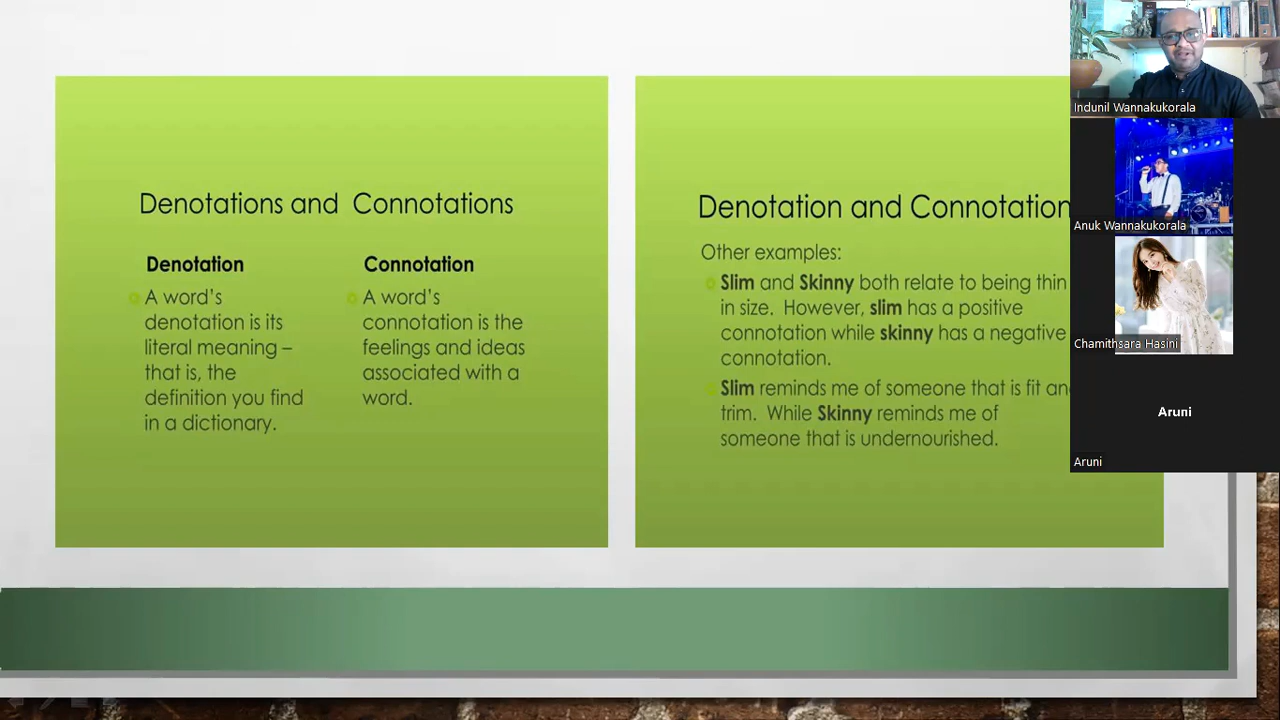 Denotations and Connotations
Denotation
A word's
denotation is its
literal meaning –
that is, the
definition you find
in a dictionary.
Connotation
A word's
connotation is the
feelings and ideas
associated with a
word.
Denotation and Connotation
Other examples:
Slim and Skinny both relate to being thin
in size. However, slim has a positive
connotation while skinny has a negative
connotation.
Slim reminds me of someone that is fit and
trim. While Skinny reminds me of
someone that is undernourished.
Indunil Wannakukorala
Anuk Wannakukorala
Chamithsara Hasini
Aruni
Aruni